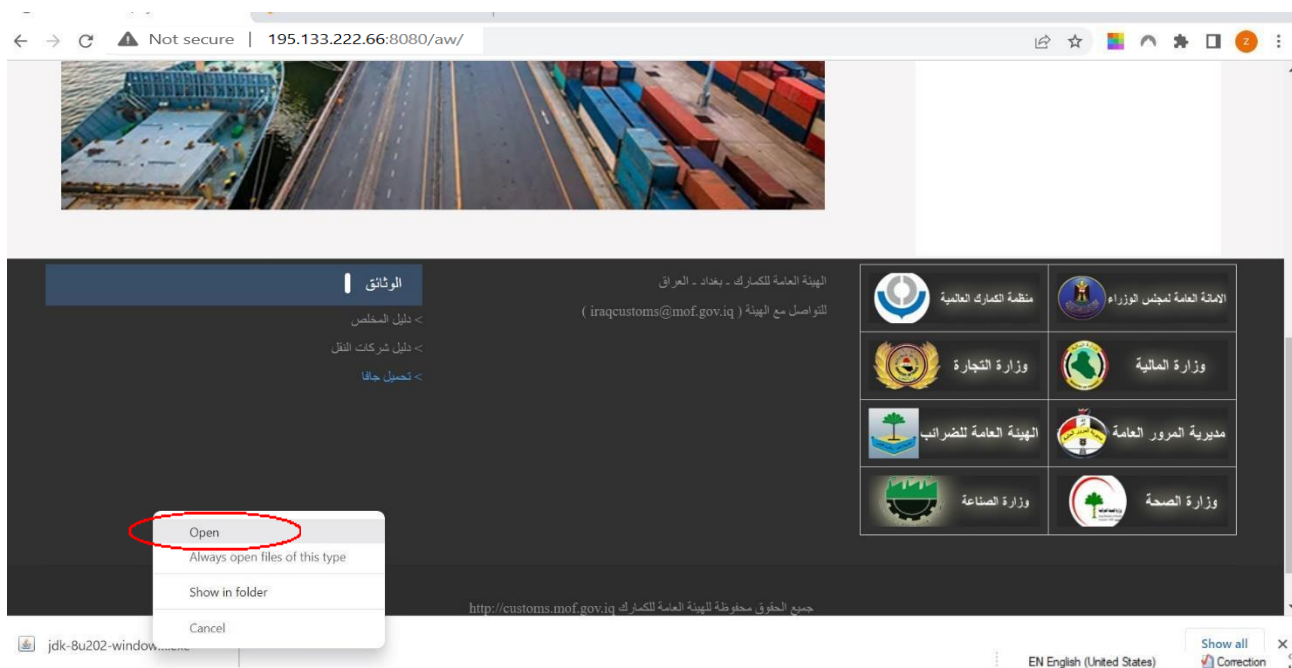 Not secure | 195.133.222.66:8080/aw/
z
الوثائق
> دليل المخلص
> دليل شركات النقل
> تحميل جافا
الهيئة العامة للكمارك - بغداد - العراق
للتواصل مع الهيئة ( iraqcustoms@mof.gov.iq )
الامانة العامة لمجلس الوزراء
منظمة الكمارك العالمية
وزارة المالية
وزارة التجارة
مديرية المرور العامة
الهيئة العامة للضرائب
وزارة الصحة
وزارة الصناعة
Open
Always open files of this type
Show in folder
Cancel
جميع الحقوق محفوظة للهيئة العامة للكمارك http://customs.mof.gov.iq
jdk-8u202-window
Show all
EN English (United States)
Correction